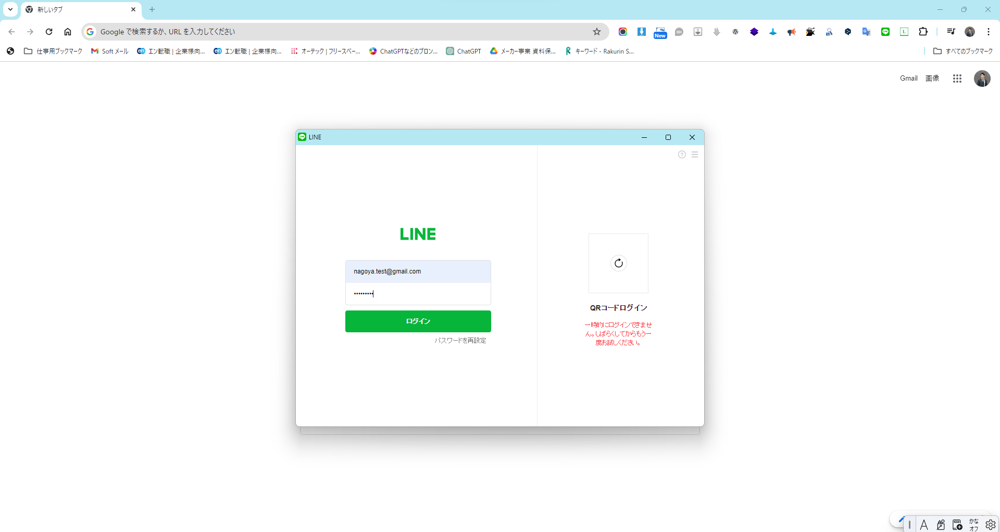 新しいタブ
Google で検索するか、URL を入力してください
New
仕事用ブックマーク
Soft メール
エン転職 | 企業様向...
エン転職 | 企業様向...
オーテック | フリースペー...
ChatGPTなどのプロン...
ChatGPT
メーカー事業 資料保...
キーワード - Rakurin S...
すべてのブックマーク
Gmail
画像
LINE
LINE
nagoya.test@gmail.com
ログイン
パスワードを再設定
QRコードログイン
一時的にログインできませ
ん。しばらくしてからもう一
度お試しください。
A
かな
オフ